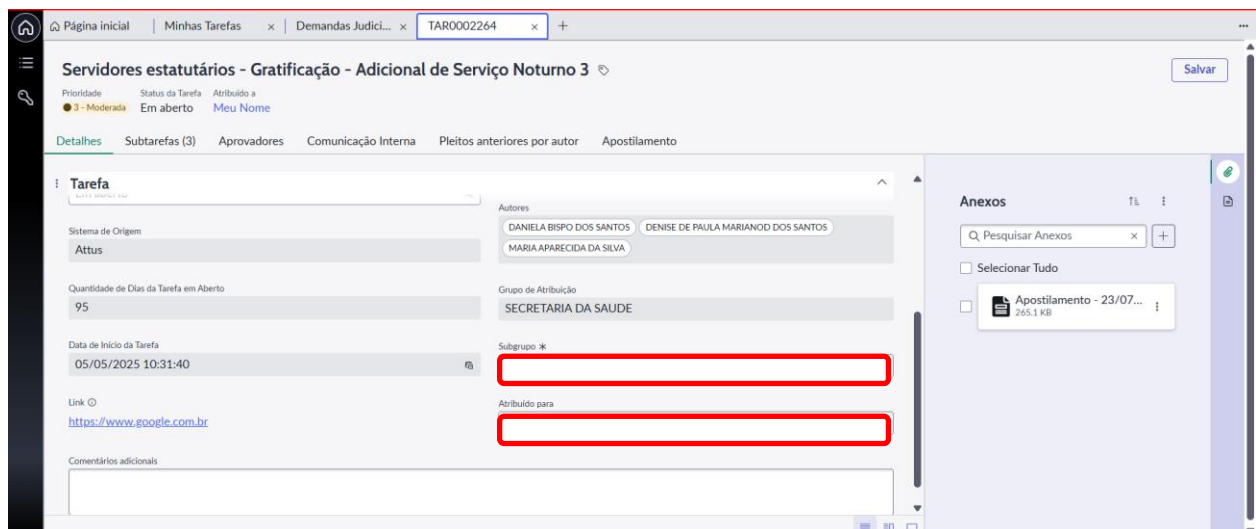 Página inicial
Minhas Tarefas
Demandas Judici...
TAR0002264
Servidores estatutários - Gratificação - Adicional de Serviço Noturno 3
Salvar
Prioridade
Status da Tarefa
Atribuído a
3 - Moderada
Em aberto
Meu Nome
Detalhes
Subtarefas (3)
Aprovadores
Comunicação Interna
Pleitos anteriores por autor
Apostilamento
Tarefa
Em aberto
Sistema de Origem
Attus
Quantidade de Dias da Tarefa em Aberto
95
Data de Início da Tarefa
05/05/2025 10:31:40
Link
https://www.google.com.br
Comentários adicionais
Autores
DANIELA BISPO DOS SANTOS
DENISE DE PAULA MARIANOD DOS SANTOS
MARIA APARECIDA DA SILVA
Grupo de Atribuição
SECRETARIA DA SAUDE
Subgrupo *
Atribuído para
Anexos
Pesquisar Anexos
Selecionar Tudo
Apostilamento - 23/07...
265.1 KB